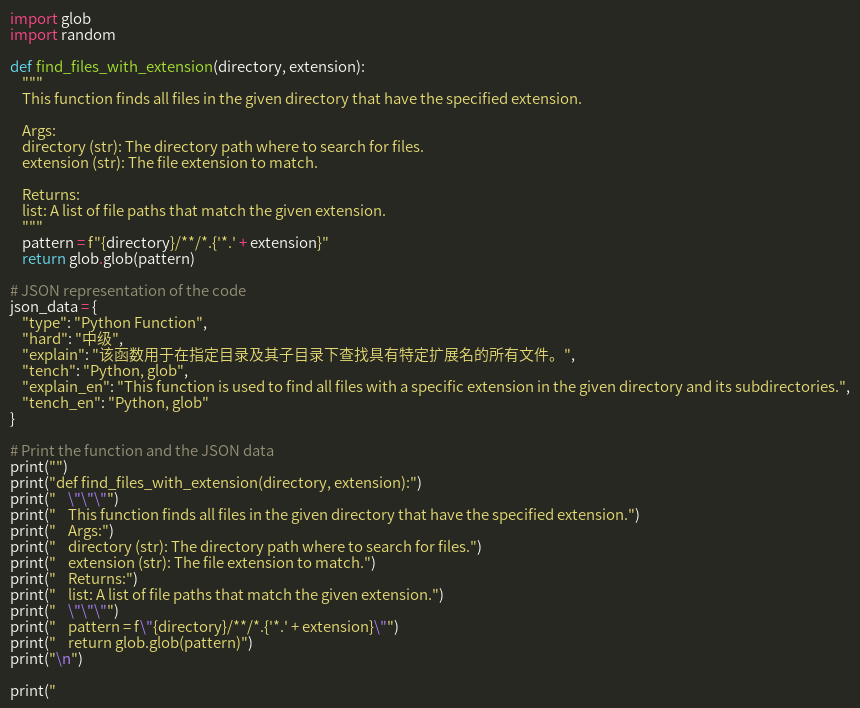 import glob
import random

def find_files_with_extension(directory, extension):
    """
    This function finds all files in the given directory that have the specified extension.

    Args:
    directory (str): The directory path where to search for files.
    extension (str): The file extension to match.

    Returns:
    list: A list of file paths that match the given extension.
    """
    pattern = f"{directory}/**/*.{'*.' + extension}"
    return glob.glob(pattern)

# JSON representation of the code
json_data = {
    "type": "Python Function",
    "hard": "中级",
    "explain": "该函数用于在指定目录及其子目录下查找具有特定扩展名的所有文件。",
    "tench": "Python, glob",
    "explain_en": "This function is used to find all files with a specific extension in the given directory and its subdirectories.",
    "tench_en": "Python, glob"
}

# Print the function and the JSON data
print("")
print("def find_files_with_extension(directory, extension):")
print("    \"\"\"")
print("    This function finds all files in the given directory that have the specified extension.")
print("    Args:")
print("    directory (str): The directory path where to search for files.")
print("    extension (str): The file extension to match.")
print("    Returns:")
print("    list: A list of file paths that match the given extension.")
print("    \"\"\"")
print("    pattern = f\"{directory}/**/*.{'*.' + extension}\"")
print("    return glob.glob(pattern)")
print("\n")

print("